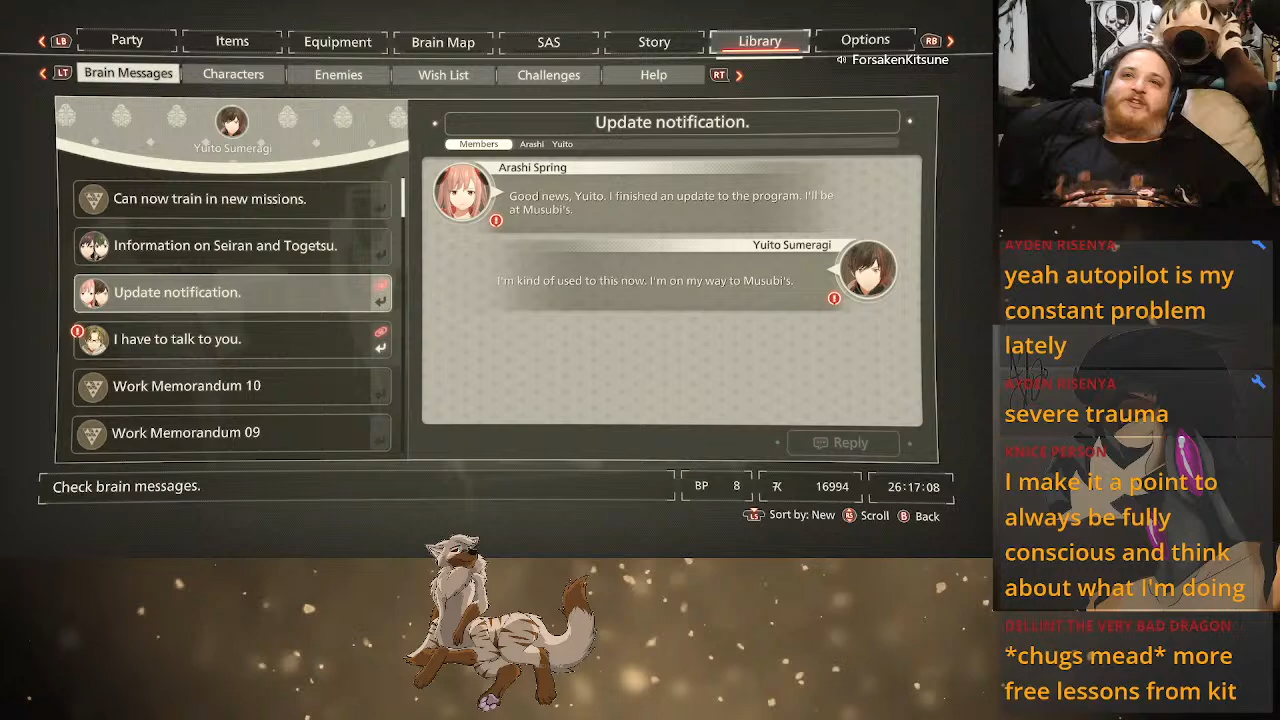 LB Party Items Equipment Brain Map SAS Story Library Options RB
ForsakenKitsune
LT Brain Messages Characters Enemies Wish List Challenges Help RT
Yuito Sumeragi
Can now train in new missions.
Information on Seiran and Togetsu.
Update notification.
I have to talk to you.
Work Memorandum 10
Work Memorandum 09
Update notification.
Members Arashi Yuito
Arashi Spring
Good news, Yuito. I finished an update to the program. I'll be
at Musubi's.
Yuito Sumeragi
I'm kind of used to this now. I'm on my way to Musubi's.
Reply
Check brain messages.
BP 8
16994
26:17:08
LS Sort by: New RS Scroll B Back
AYDEN RISENYA
yeah autopilot is my
constant problem
lately
AYDEN RISENYA
severe trauma
KNICE PERSON
I make it a point to
always be fully
conscious and think
about what I'm doing
DILLINT THE VERY BAD DRAGON
*chugs mead* more
free lessons from kit